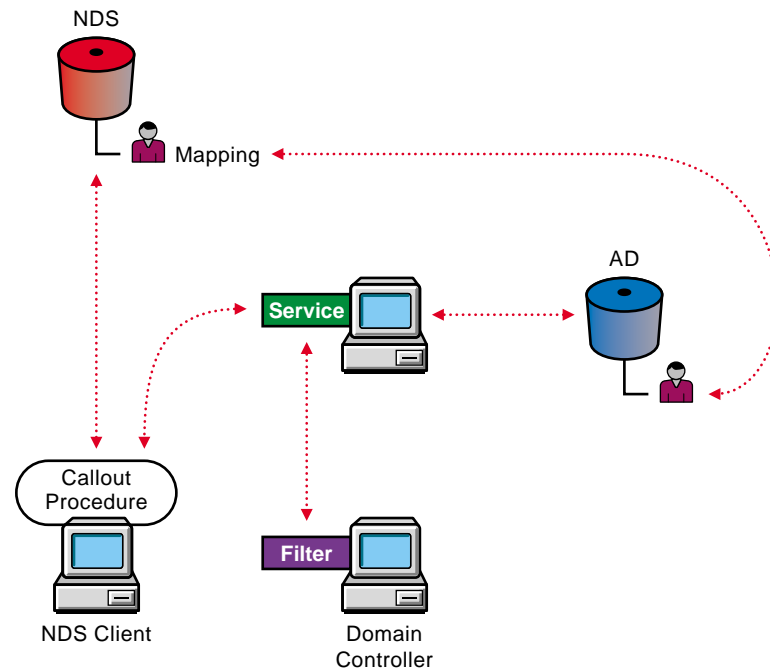 NDS
Mapping
AD
Service
Callout
Procedure
Filter
NDS Client
Domain
Controller